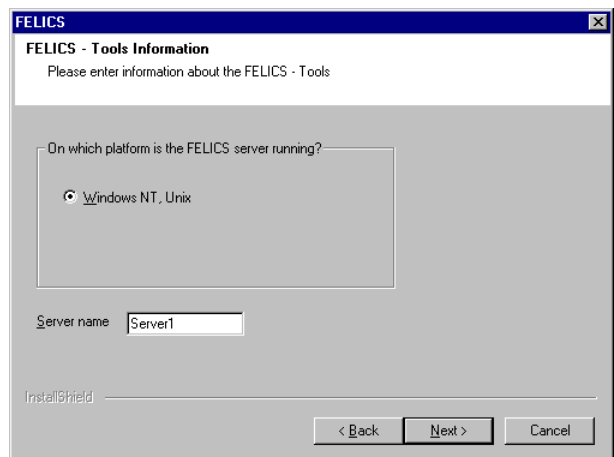 FELICS
FELICS - Tools Information
Please enter information about the FELICS - Tools
On which platform is the FELICS server running?
Windows NT, Unix
Server name Server1
InstallShield
< Back Next > Cancel